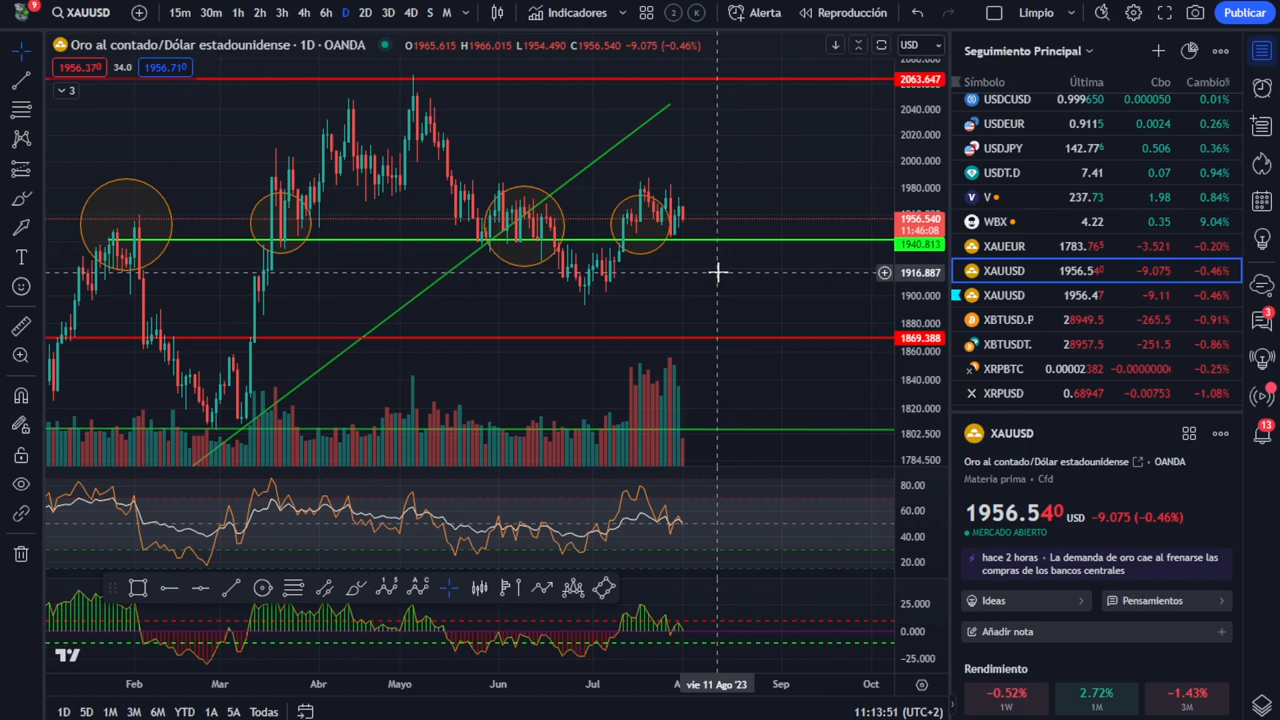 9 XAUUSD 15m 30m 1h 2h 3h 4h 6h D 2D 3D 4D S M Indicadores 2 K Alerta Reproducción Limpio Publicar
Oro al contado/Dólar estadounidense · 1D · OANDA O1965.615 H1966.015 L1954.490 C1956.540 -9.075 (-0.46%) USD
1956.370 34.0 1956.710
3
2063.647
2040.000
2020.000
2000.000
1980.000
1956.540
11:46:08
1940.813
1916.887
1900.000
1880.000
1869.388
1860.000
1840.000
1820.000
1802.500
1784.500
80.00
60.00
40.00
20.00
25.000
0.000
-25.000
Feb Mar Abr Mayo Jun Jul A vie 11 Ago '23 Sep Oct
1D 5D 1M 3M 6M YTD 1A 5A Todas 11:13:51 (UTC+2)
Seguimiento Principal
Símbolo Última Cbo Cambio%
USDCUSD 0.999650 0.000050 0.01%
USDEUR 0.9115 0.0024 0.26%
USDJPY 142.776 0.506 0.36%
USDT.D 7.41 0.07 0.94%
V 237.73 1.98 0.84%
WBX 4.22 0.35 9.04%
XAUEUR 1783.765 -3.521 -0.20%
XAUUSD 1956.540 -9.075 -0.46%
XAUUSD 1956.47 -9.11 -0.46%
XBTUSD.P 28949.5 -265.5 -0.91%
XBTUSDT. 28957.5 -251.5 -0.86%
XRPBTC 0.00002382 -0.0000000 -0.25%
XRPUSD 0.68947 -0.00753 -1.08%
XAUUSD
Oro al contado/Dólar estadounidense OANDA
Materia prima • Cfd
1956.540 USD -9.075 (-0.46%)
MERCADO ABIERTO
hace 2 horas • La demanda de oro cae al frenarse las
compras de los bancos centrales
Ideas Pensamientos
Añadir nota
Rendimiento
-0.52% 2.72% -1.43%
1W 1M 3M
3
13